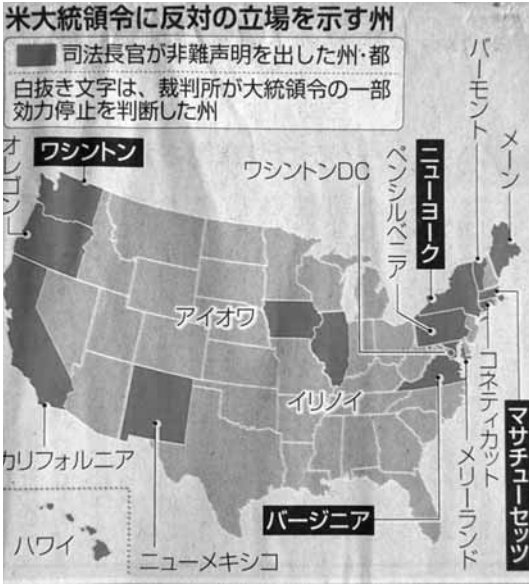 米大統領令に反対の立場を示す州
司法長官が非難声明を出した州・都
白抜き文字は、裁判所が大統領令の一部
効力停止を判断した州
オレゴン
ワシントン
ワシントンDC
ペンシルベニア
ニューヨーク
バーモント
メーン
アイオワ
イリノイ
カリフォルニア
ハワイ
ニューメキシコ
バージニア
メリーランド
コネティカット
マサチューセッツ